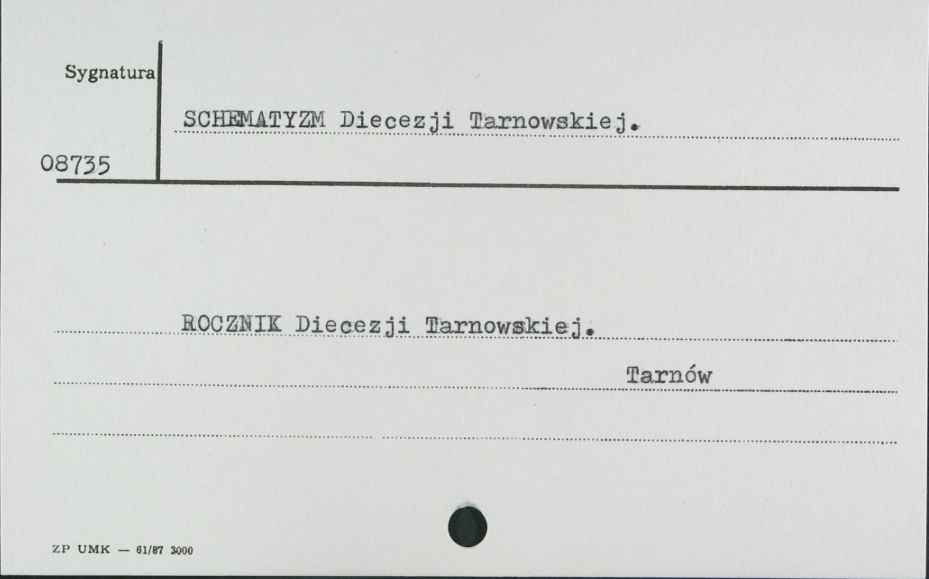 Sygnatura
SCHEMATYZM Diecezji Tarnowskiej.
08735
ROCZNIK Diecezji Tarnowskiej.
Tarnów
ZP UMK — 61/87 3000